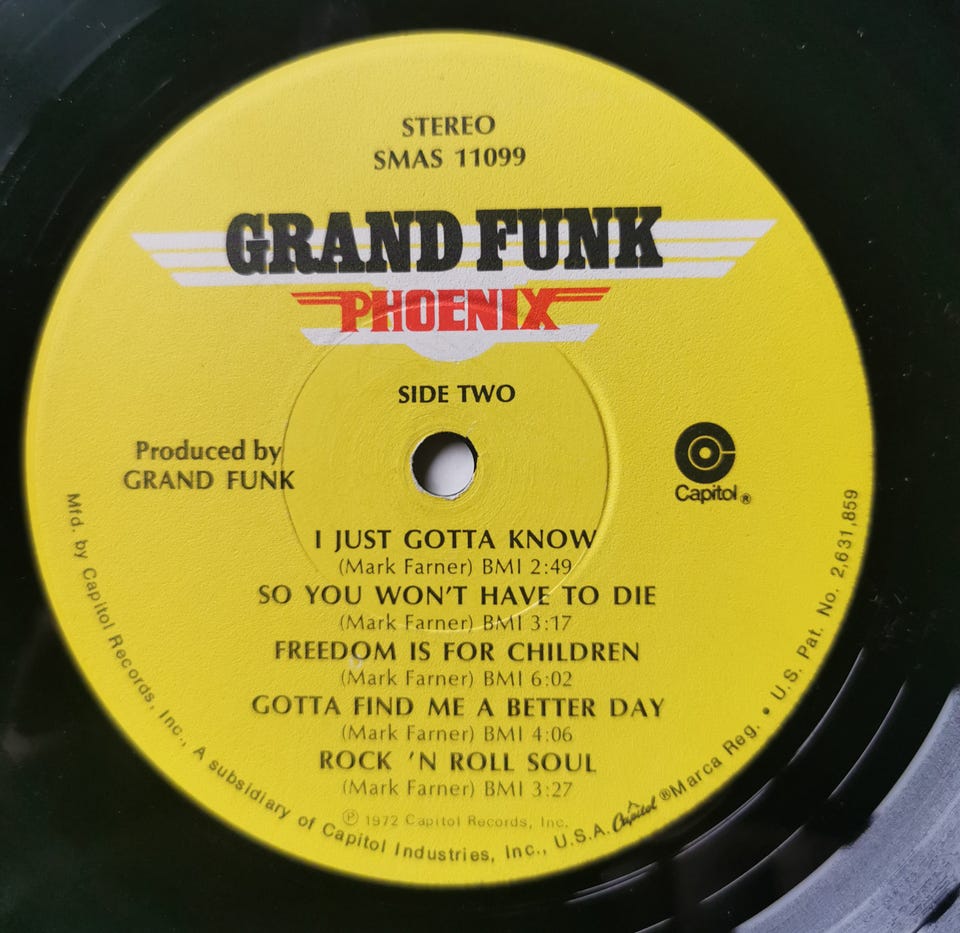 STEREO
SMAS 11099
GRAND FUNK
PHOENIX
SIDE TWO
Produced by
GRAND FUNK
Capitol®
I JUST GOTTA KNOW
(Mark Farner) BMI 2:49
SO YOU WON'T HAVE TO DIE
(Mark Farner) BMI 3:17
FREEDOM IS FOR CHILDREN
(Mark Farner) BMI 6:02
GOTTA FIND ME A BETTER DAY
(Mark Farner) BMI 4:06
ROCK 'N ROLL SOUL
(Mark Farner) BMI 3:27
℗ 1972 Capitol Records, Inc.
Mfd. by Capitol Records, Inc., A subsidiary of Capitol Industries, Inc., U.S.A. Capitol ®Marca Reg. • U.S. Pat. No. 2,631,859